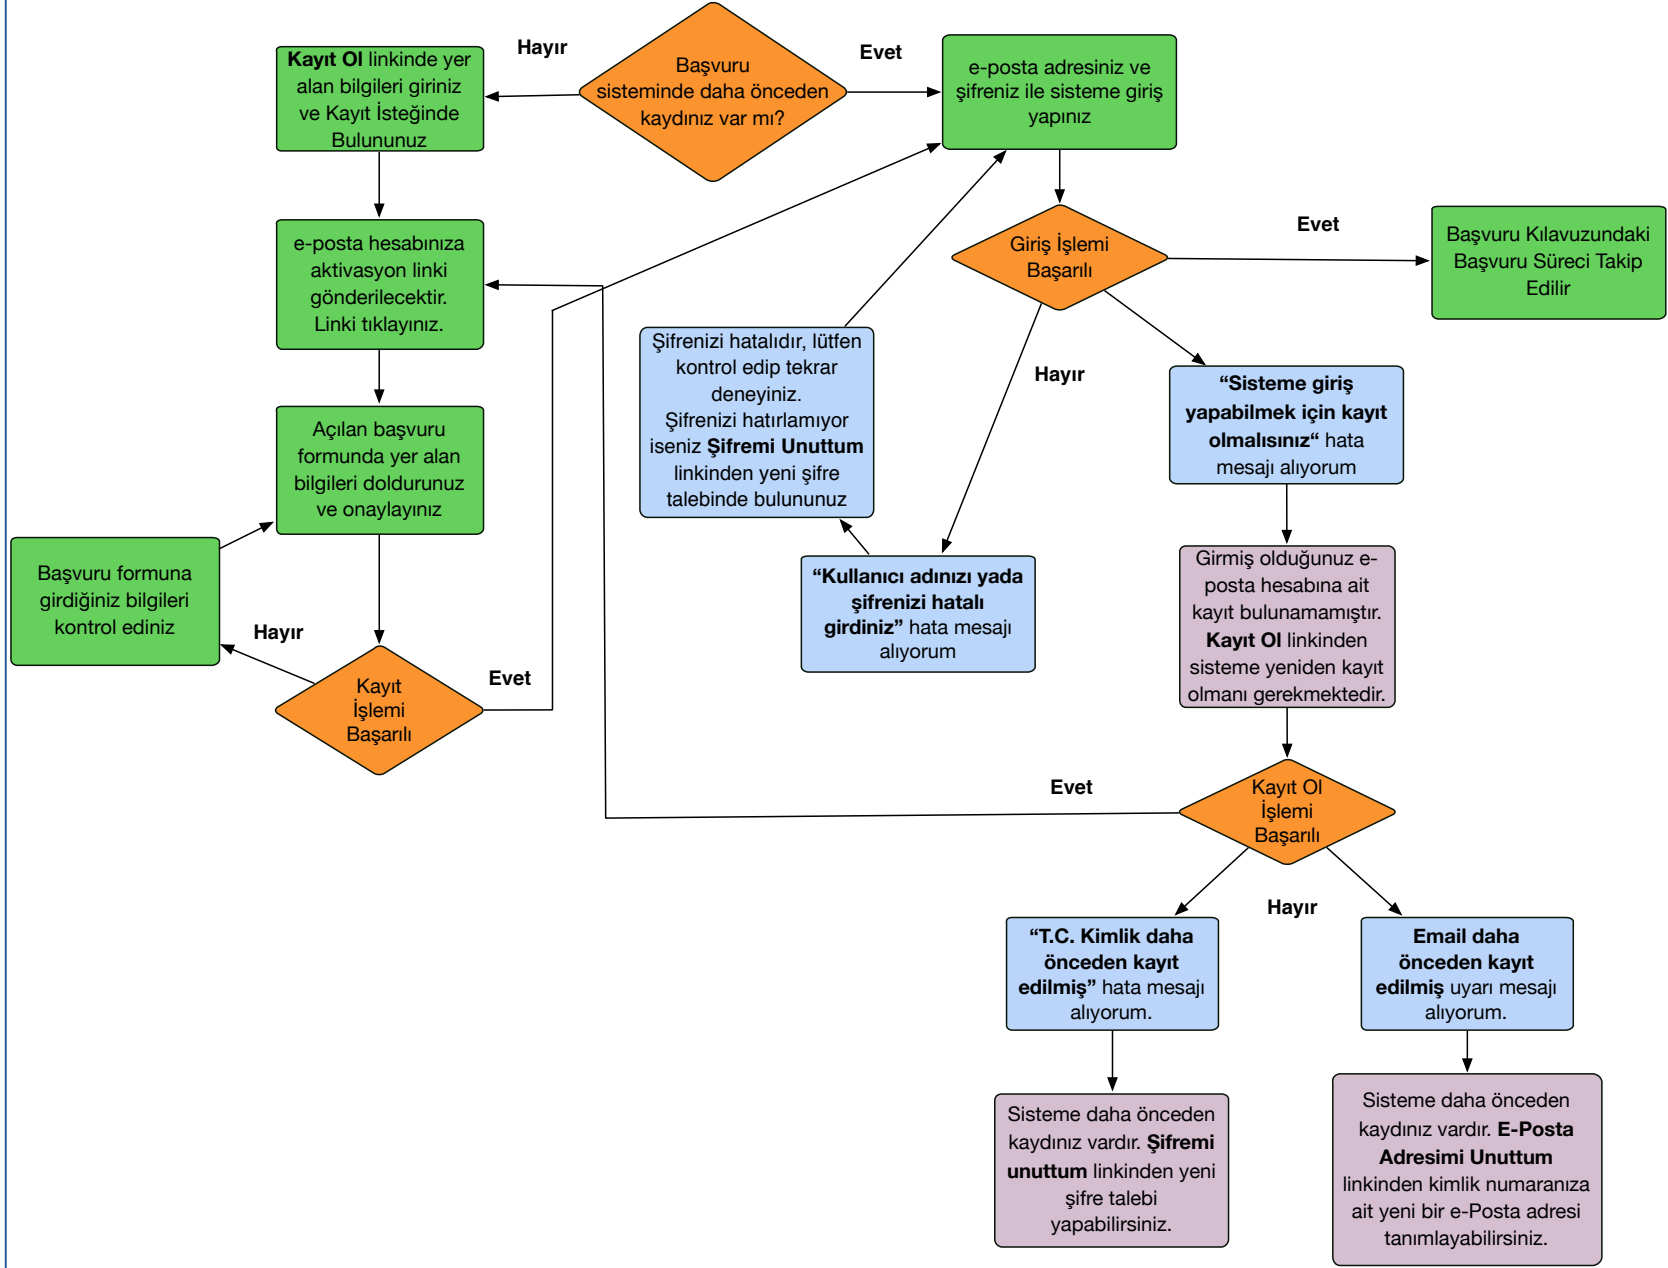 Başvuru
sisteminde daha önceden
kaydınız var mı?
Hayır
Evet
Kayıt Ol linkinde yer
alan bilgileri giriniz
ve Kayıt İsteğinde
Bulununuz
e-posta adresiniz ve
şifreniz ile sisteme giriş
yapınız
e-posta hesabınıza
aktivasyon linki
gönderilecektir.
Linki tıklayınız.
Giriş İşlemi
Başarılı
Evet
Başvuru Kılavuzundaki
Başvuru Süreci Takip
Edilir
Hayır
Şifrenizi hatalıdır, lütfen
kontrol edip tekrar
deneyiniz.
Şifrenizi hatırlamıyor
iseniz Şifremi Unuttum
linkinden yeni şifre
talebinde bulununuz
“Sisteme giriş
yapabilmek için kayıt
olmalısınız“ hata
mesajı alıyorum
Açılan başvuru
formunda yer alan
bilgileri doldurunuz
ve onaylayınız
Başvuru formuna
girdiğiniz bilgileri
kontrol ediniz
Hayır
Kayıt
İşlemi
Başarılı
Evet
“Kullanıcı adınızı yada
şifrenizi hatalı
girdiniz” hata mesajı
alıyorum
Girmiş olduğunuz e-
posta hesabına ait
kayıt bulunamamıştır.
Kayıt Ol linkinden
sisteme yeniden kayıt
olmanı gerekmektedir.
Evet
Kayıt Ol
İşlemi
Başarılı
Hayır
“T.C. Kimlik daha
önceden kayıt
edilmiş” hata mesajı
alıyorum.
Email daha
önceden kayıt
edilmiş uyarı mesajı
alıyorum.
Sisteme daha önceden
kaydınız vardır. Şifremi
unuttum linkinden yeni
şifre talebi
yapabilirsiniz.
Sisteme daha önceden
kaydınız vardır. E-Posta
Adresimi Unuttum
linkinden kimlik numaranıza
ait yeni bir e-Posta adresi
tanımlayabilirsiniz.